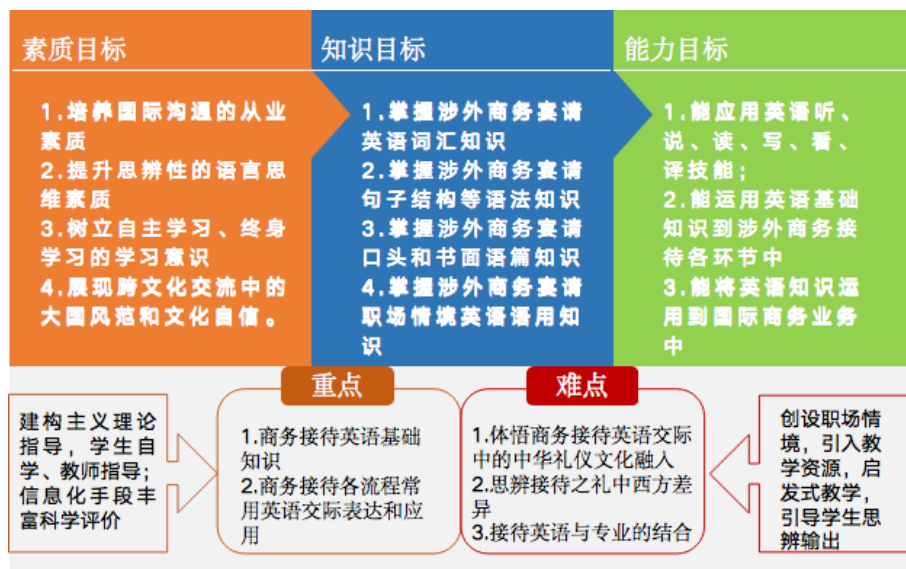 素质目标
1.培养国际沟通的从业
素质
2.提升思辨性的语言思
维素质
3.树立自主学习、终身
学习的学习意识
4.展现跨文化交流中的
大国风范和文化自信。
知识目标
1.掌握涉外商务宴请
英语词汇知识
2.掌握涉外商务宴请
句子结构等语法知识
3.掌握涉外商务宴请
口头和书面语篇知识
4.掌握涉外商务宴请
职场情境英语语用知
识
能力目标
1.能应用英语听、
说、读、写、看、
译技能；
2.能运用英语基础
知识到涉外商务接
待各环节中
3.能将英语知识运
用到国际商务业务
中
建构主义理论
指导，学生自
学、教师指导；
信息化手段丰
富科学评价
重点
1.商务接待英语基础
知识
2.商务接待各流程常
用英语交际表达和应
用
难点
1.体悟商务接待英语交际
中的中华礼仪文化融入
2.思辨接待之礼中西方差
异
3.接待英语与专业的结合
创设职场情
境，引入教
学资源，启
发式教学，
引导学生思
辨输出